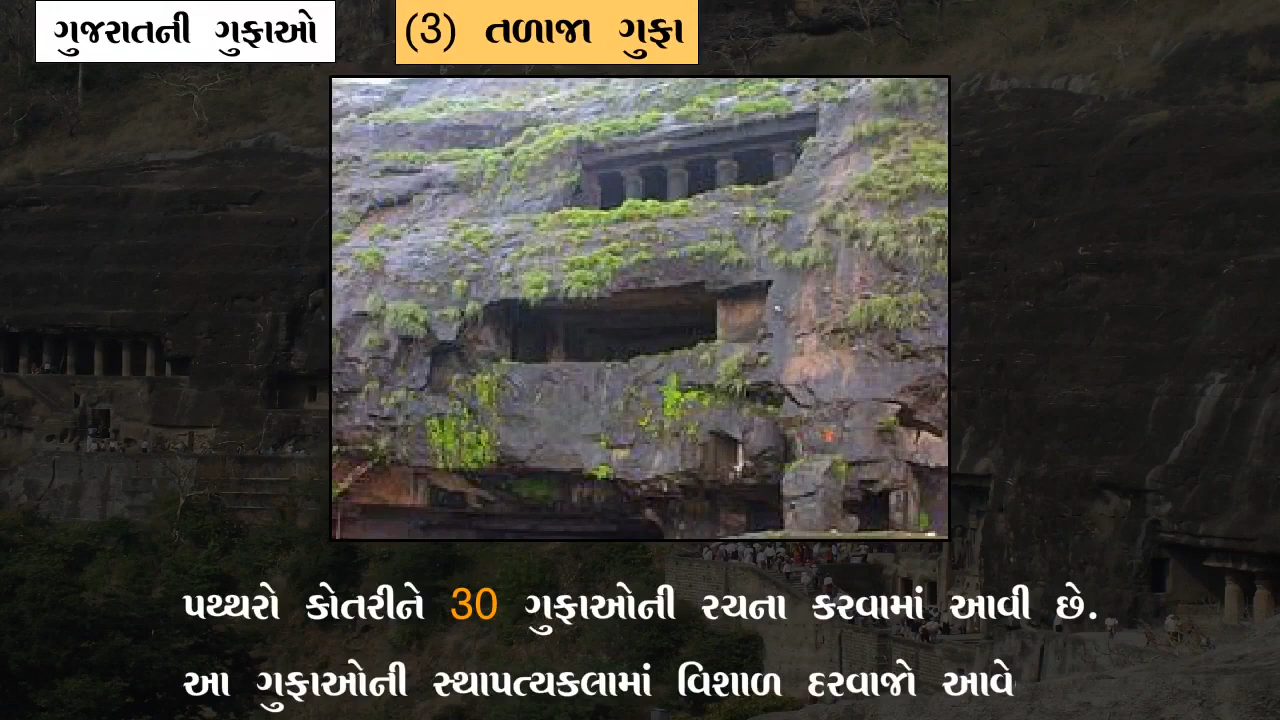 ગુજરાતની ગુફાઓ
(3) તળાજા ગુફા
પથ્થરો કોતરીને 30 ગુફાઓની રચના કરવામાં આવી છે.
આ ગુફાઓની સ્થાપત્યકલામાં વિશાળ દરવાજો આવે